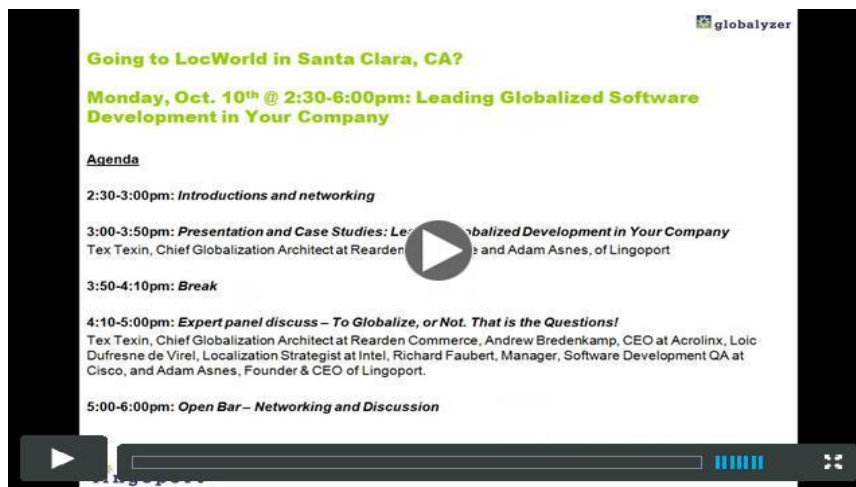 globalyzer
Going to LocWorld in Santa Clara, CA?
Monday, Oct. 10th @ 2:30-6:00pm: Leading Globalized Software
Development in Your Company
Agenda
2:30-3:00pm: Introductions and networking
3:00-3:50pm: Presentation and Case Studies: Globalized Development in Your Company
Tex Texin, Chief Globalization Architect at Rearden and Adam Asnes, of Lingoport
3:50-4:10pm: Break
4:10-5:00pm: Expert panel discuss – To Globalize, or Not. That is the Questions!
Tex Texin, Chief Globalization Architect at Rearden Commerce, Andrew Bredenkamp, CEO at Acrolinx, Loic
Dufresne de Virel, Localization Strategist at Intel, Richard Faubert, Manager, Software Development QA at
Cisco, and Adam Asnes, Founder & CEO of Lingoport.
5:00-6:00pm: Open Bar – Networking and Discussion